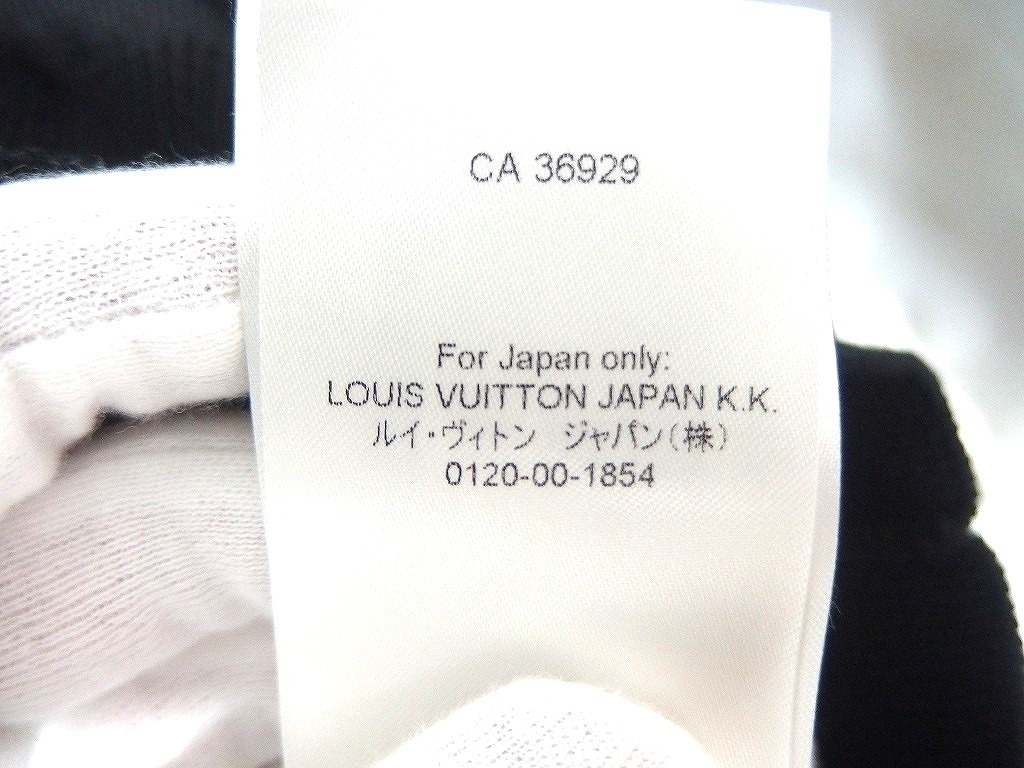 CA 36929
For Japan only:
LOUIS VUITTON JAPAN K.K.
ルイ・ヴィトン ジャパン(株)
0120-00-1854